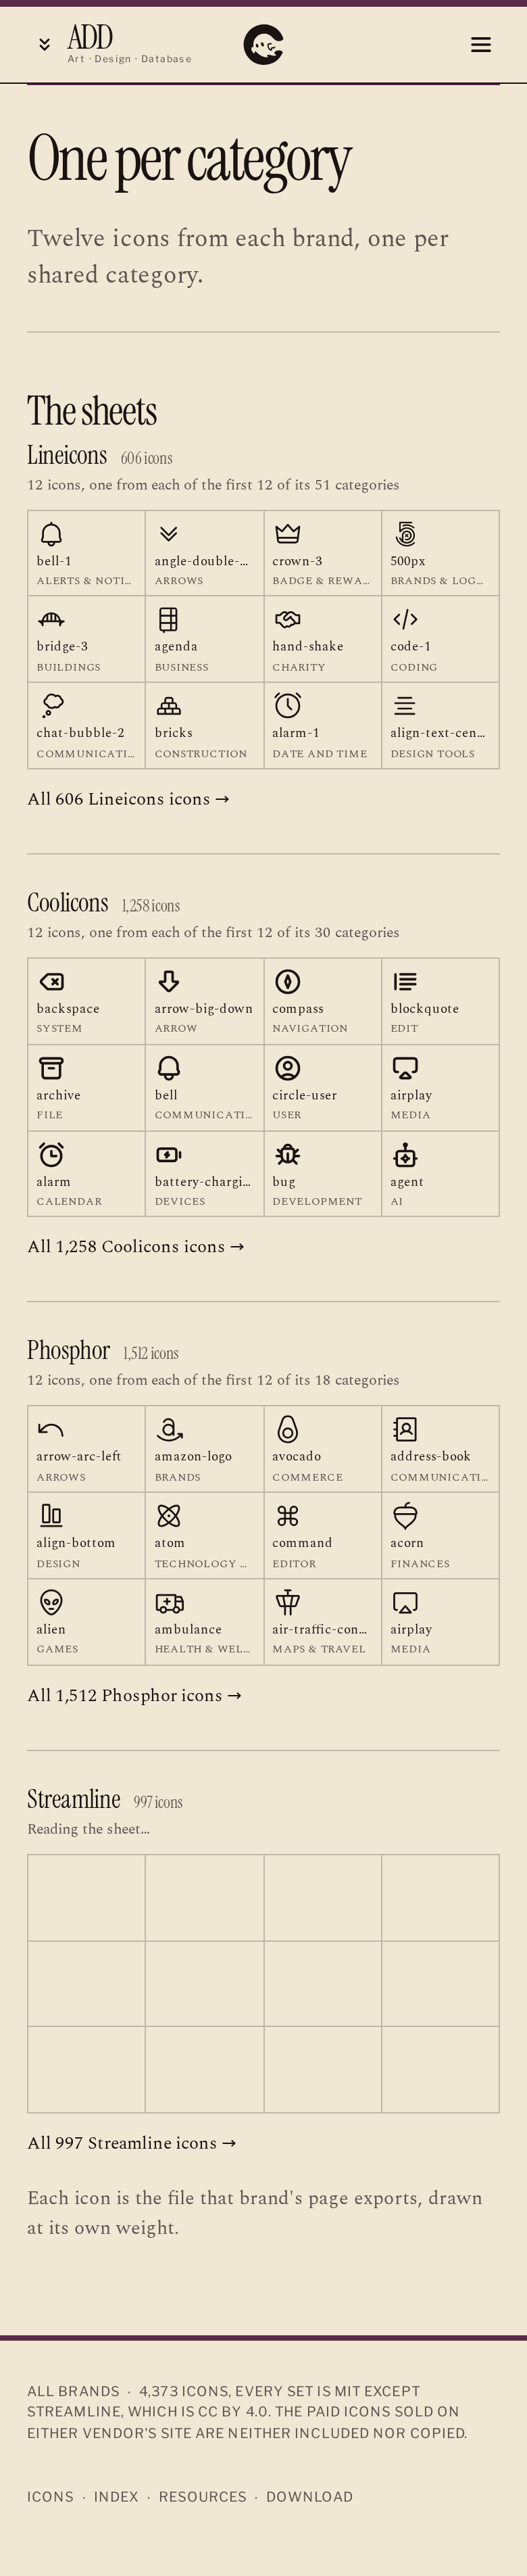 ADD
Art · Design · Database
One per category
Twelve icons from each brand, one per
shared category.
The sheets
Lineicons 606 icons
12 icons, one from each of the first 12 of its 51 categories
bell-1 angle-double-... crown-3 500px
ALERTS & NOTI... ARROWS BADGE & REWA... BRANDS & LOG...
bridge-3 agenda hand-shake code-1
BUILDINGS BUSINESS CHARITY CODING
chat-bubble-2 bricks alarm-1 align-text-cen...
COMMUNICATI... CONSTRUCTION DATE AND TIME DESIGN TOOLS
All 606 Lineicons icons →
Coolicons 1,258 icons
12 icons, one from each of the first 12 of its 30 categories
backspace arrow-big-down compass blockquote
SYSTEM ARROW NAVIGATION EDIT
archive bell circle-user airplay
FILE COMMUNICATI... USER MEDIA
alarm battery-chargi... bug agent
CALENDAR DEVICES DEVELOPMENT AI
All 1,258 Coolicons icons →
Phosphor 1,512 icons
12 icons, one from each of the first 12 of its 18 categories
arrow-arc-left amazon-logo avocado address-book
ARROWS BRANDS COMMERCE COMMUNICATI...
align-bottom atom command acorn
DESIGN TECHNOLOGY ... EDITOR FINANCES
alien ambulance air-traffic-con... airplay
GAMES HEALTH & WEL... MAPS & TRAVEL MEDIA
All 1,512 Phosphor icons →
Streamline 997 icons
Reading the sheet...
All 997 Streamline icons →
Each icon is the file that brand's page exports, drawn
at its own weight.
ALL BRANDS · 4,373 ICONS, EVERY SET IS MIT EXCEPT
STREAMLINE, WHICH IS CC BY 4.0. THE PAID ICONS SOLD ON
EITHER VENDOR'S SITE ARE NEITHER INCLUDED NOR COPIED.
ICONS · INDEX · RESOURCES · DOWNLOAD